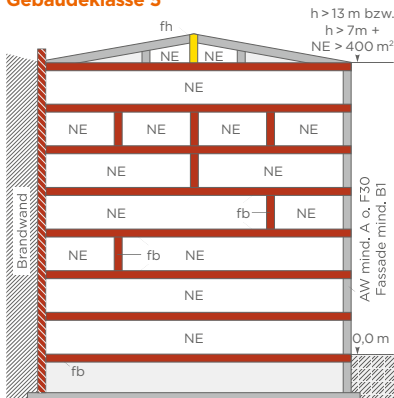 Gebäudeklasse 5
h > 13 m bzw.
h > 7m +
NE > 400 m²
fh
NE NE
NE
NE NE NE NE
NE NE
NE fb NE
NE fb NE
NE
NE
fb
Brandwand
AW mind. A o. F30
Fassade mind. B1
0,0 m